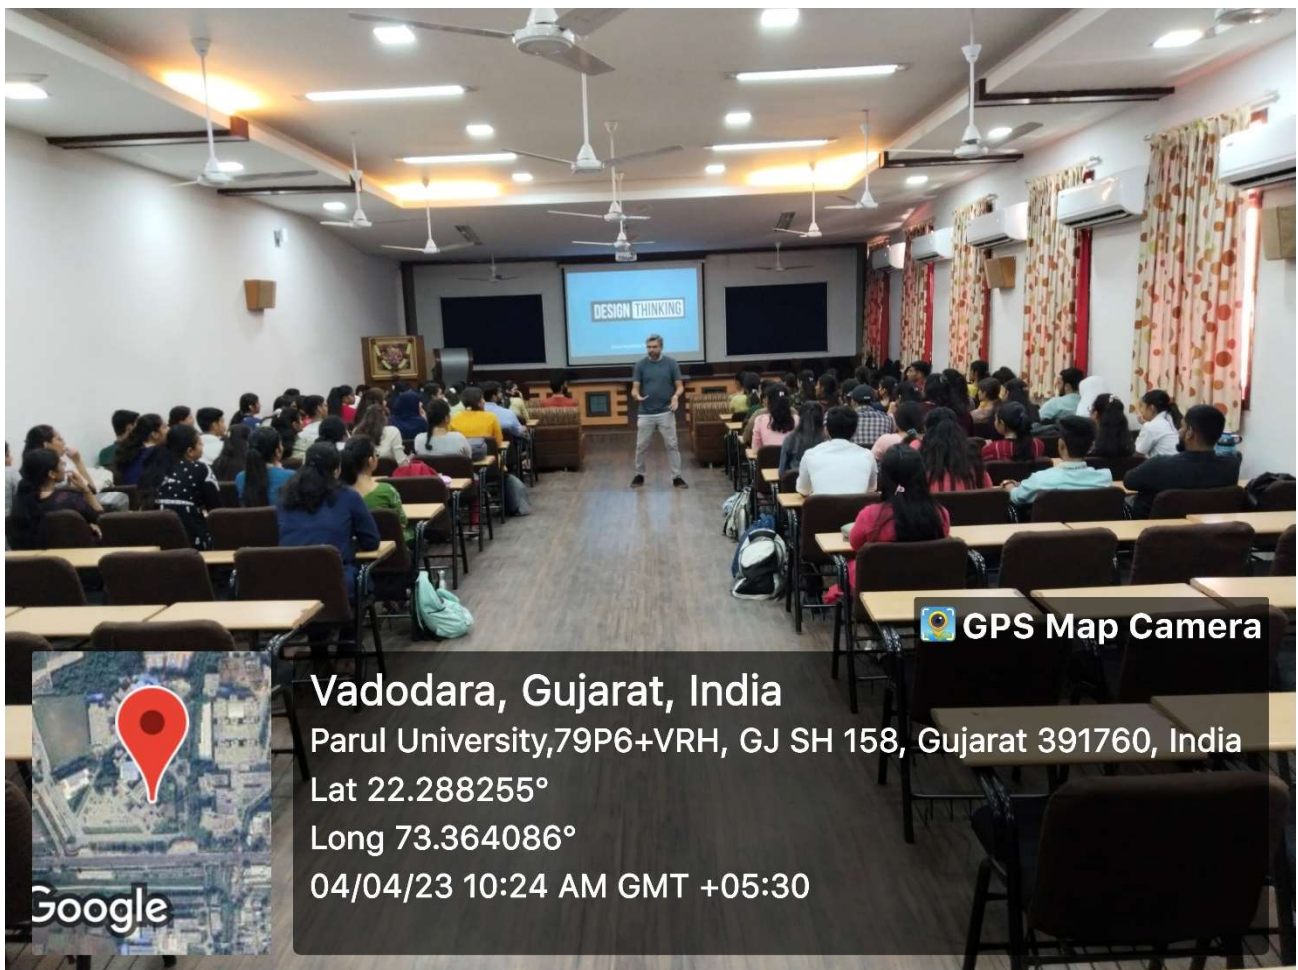 DESIGN THINKING
GPS Map Camera
Vadodara, Gujarat, India
Parul University,79P6+VRH, GJ SH 158, Gujarat 391760, India
Lat 22.288255°
Long 73.364086°
04/04/23 10:24 AM GMT +05:30
Google